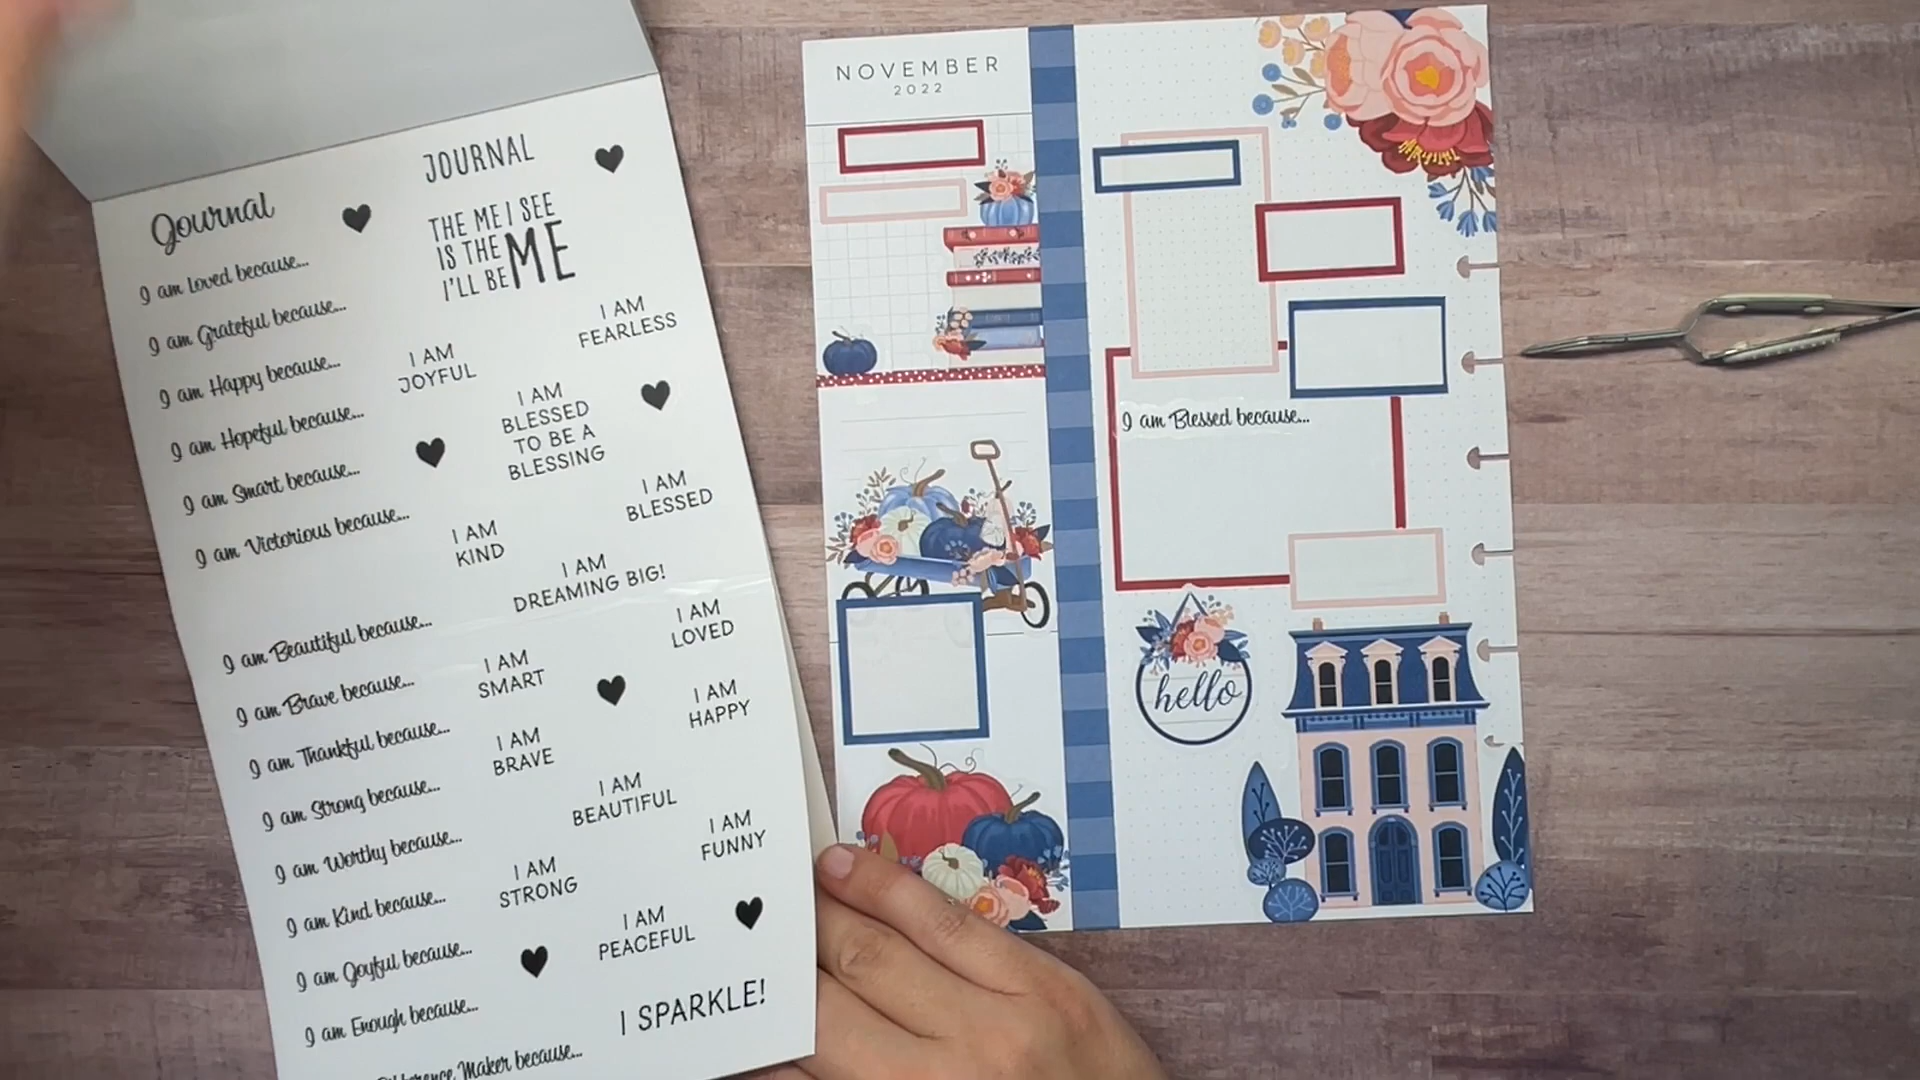 Journal
I am Loved because...
I am Grateful because...
I am Happy because...
I am Hopeful because...
I am Smart because...
I am Victorious because...
I am Beautiful because...
I am Brave because...
I am Thankful because...
I am Strong because...
I am Worthy because...
I am Kind because...
I am Joyful because...
I am Enough because...
Maker because...
JOURNAL
THE ME I SEE
IS THE ME
I'LL BE
I AM
FEARLESS
I AM
JOYFUL
I AM
BLESSED
TO BE A
BLESSING
I AM
BLESSED
I AM
KIND
I AM
DREAMING BIG!
I AM
LOVED
I AM
SMART
I AM
HAPPY
I AM
BRAVE
I AM
BEAUTIFUL
I AM
FUNNY
I AM
STRONG
I AM
PEACEFUL
I SPARKLE!
NOVEMBER
2022
I am Blessed because...
hello